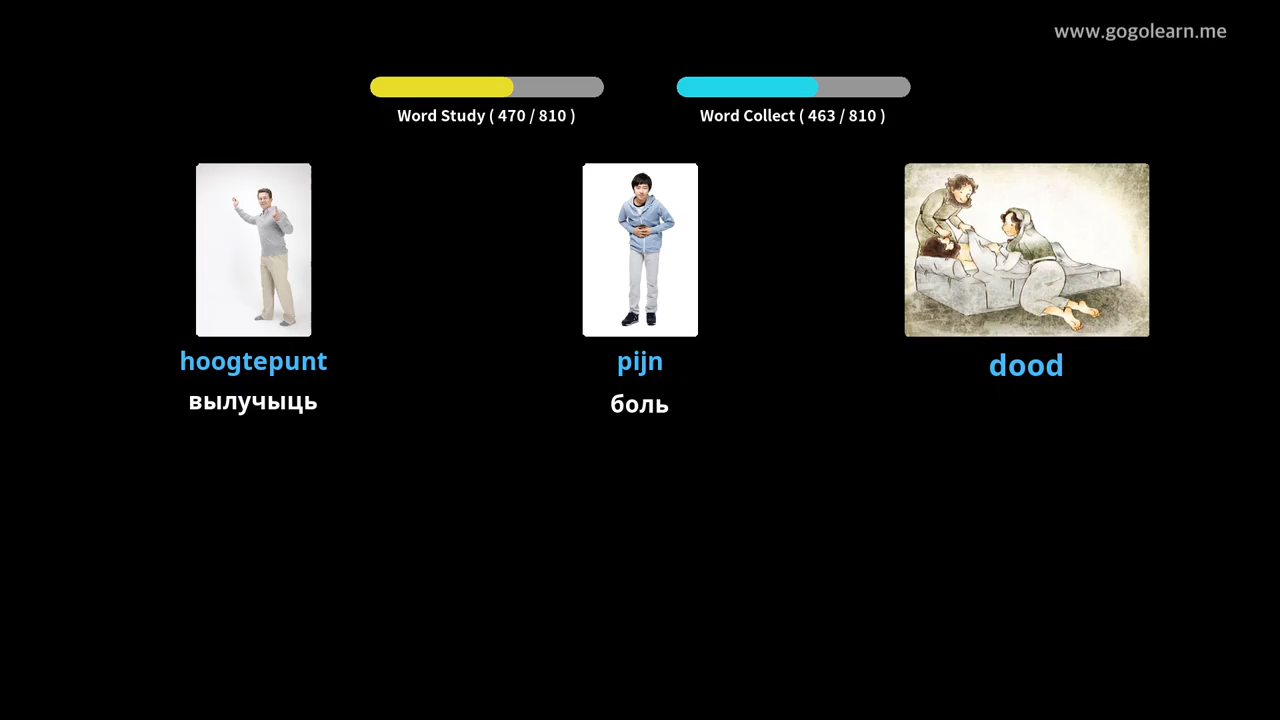 www.gogolearn.me
Word Study ( 470 / 810 )
Word Collect ( 463 / 810 )
hoogtepunt
вылучыць
pijn
боль
dood